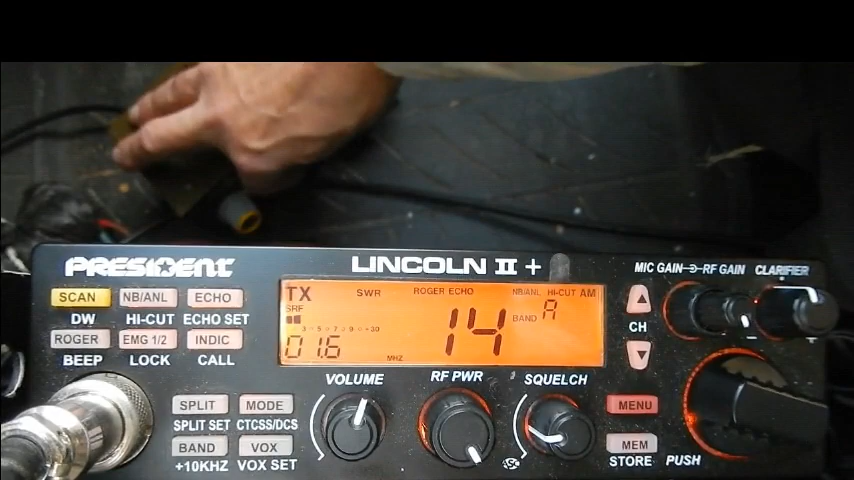 PRESIDENT
LINCOLN II +
MIC GAIN RF GAIN CLARIFIER
SCAN NB/ANL ECHO
DW HI-CUT ECHO SET
ROGER EMG 1/2 INDIC
BEEP LOCK CALL
TX SWR ROGER ECHO NB/ANL HI-CUT AM
SRF
BAND A
14
01.6 MHZ
CH
VOLUME RF PWR SQUELCH
SPLIT MODE
SPLIT SET CTCSS/DCS
BAND VOX
+10KHZ VOX SET
ASC
MENU
MEM
STORE PUSH